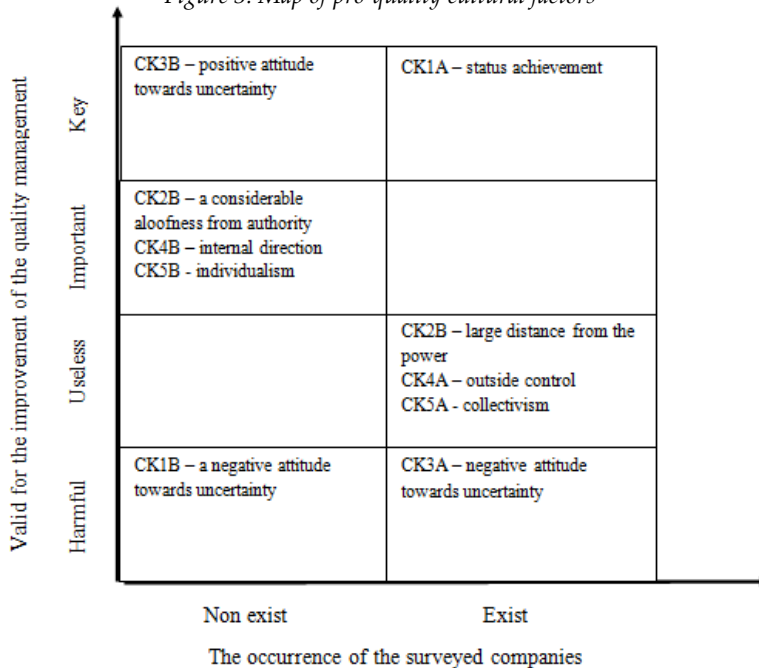 Figure 3. Map of pro-quality cultural factors
Valid for the improvement of the quality management
Key
CK3B – positive attitude
towards uncertainty
CK1A – status achievement
Important
CK2B – a considerable
aloofness from authority
CK4B – internal direction
CK5B - individualism
Useless
CK2B – large distance from the
power
CK4A – outside control
CK5A - collectivism
Harmful
CK1B – a negative attitude
towards uncertainty
CK3A – negative attitude
towards uncertainty
Non exist
Exist
The occurrence of the surveyed companies